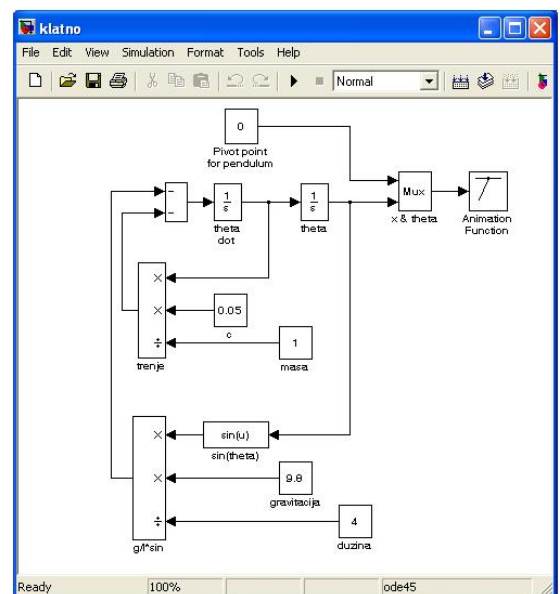 klatno
File Edit View Simulation Format Tools Help
Normal
0
Pivot point
for pendulum
Mux
x & theta
Animation
Function
1
s
theta
dot
1
s
theta
0.05
c
1
masa
trenje
sin(u)
sin(theta)
9.8
gravitacija
4
duzina
g/l*sin
Ready 100% ode45